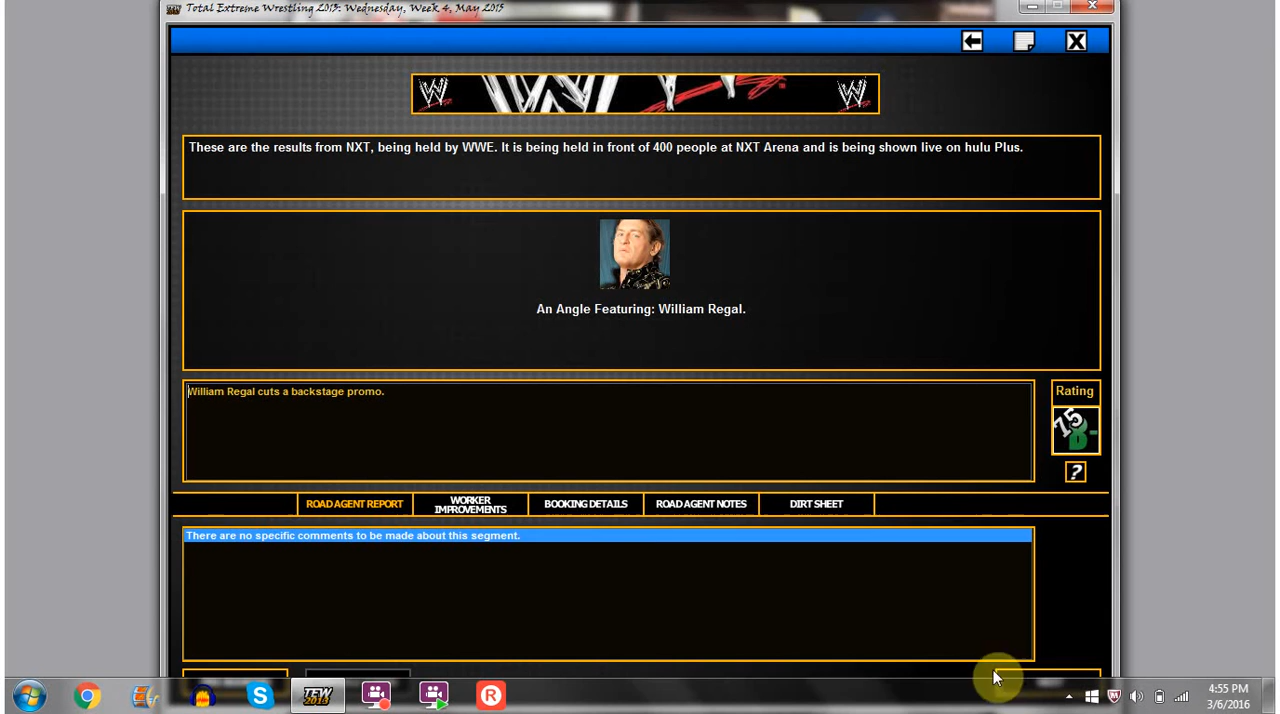 Total Extreme Wrestling 2013: Wednesday, Week 4, May 2015
These are the results from NXT, being held by WWE. It is being held in front of 400 people at NXT Arena and is being shown live on hulu Plus.
An Angle Featuring: William Regal.
William Regal cuts a backstage promo.
Rating
75
B-
?
ROAD AGENT REPORT
WORKER
IMPROVEMENTS
BOOKING DETAILS
ROAD AGENT NOTES
DIRT SHEET
There are no specific comments to be made about this segment.
TEW
2013
4:55 PM
3/6/2016